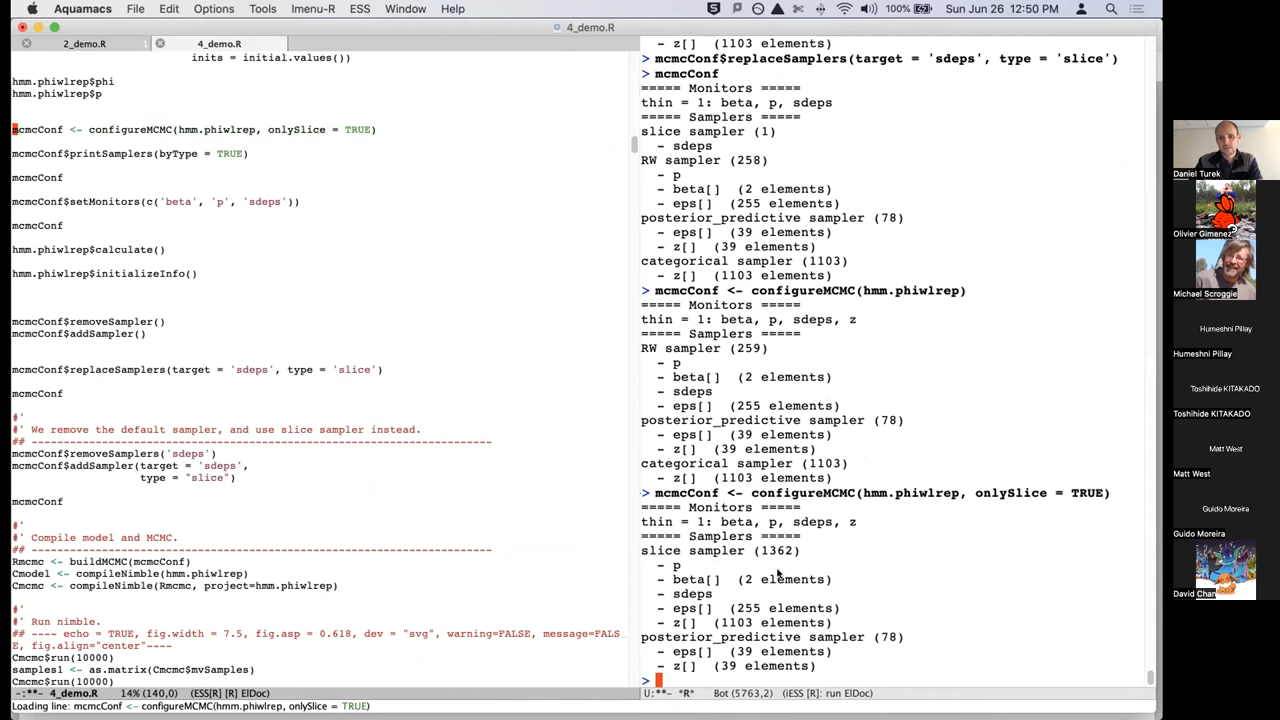 Aquamacs File Edit Options Tools Imenu-R ESS Window Help 100% Sun Jun 26 12:50 PM
4_demo.R
2_demo.R 1 4_demo.R
inits = initial.values())
hmm.phiwlrep$phi
hmm.phiwlrep$p
mcmcConf <- configureMCMC(hmm.phiwlrep, onlySlice = TRUE)
mcmcConf$printSamplers(byType = TRUE)
mcmcConf
mcmcConf$setMonitors(c('beta', 'p', 'sdeps'))
mcmcConf
hmm.phiwlrep$calculate()
hmm.phiwlrep$initializeInfo()
mcmcConf$removeSampler()
mcmcConf$addSampler()
mcmcConf$replaceSamplers(target = 'sdeps', type = 'slice')
mcmcConf
#'
#' We remove the default sampler, and use slice sampler instead.
## ----------------------------------------------------------------
mcmcConf$removeSamplers('sdeps')
mcmcConf$addSampler(target = 'sdeps',
type = "slice")
mcmcConf
#'
#' Compile model and MCMC.
## ----------------------------------------------------------------
Rmcmc <- buildMCMC(mcmcConf)
Cmodel <- compileNimble(hmm.phiwlrep)
Cmcmc <- compileNimble(Rmcmc, project=hmm.phiwlrep)
#'
#' Run nimble.
## ---- echo = TRUE, fig.width = 7.5, fig.asp = 0.618, dev = "svg", warning=FALSE, message=FALS
E, fig.align="center"----
Cmcmc$run(10000)
samples1 <- as.matrix(Cmcmc$mvSamples)
Cmcmc$run(10000)
-:**- 4_demo.R 14% (140,0) (ESS[R] [R] ElDoc)
Loading line: mcmcConf <- configureMCMC(hmm.phiwlrep, onlySlice = TRUE)
- z[] (1103 elements)
> mcmcConf$replaceSamplers(target = 'sdeps', type = 'slice')
> mcmcConf
===== Monitors =====
thin = 1: beta, p, sdeps
===== Samplers =====
slice sampler (1)
- sdeps
RW sampler (258)
- p
- beta[] (2 elements)
- eps[] (255 elements)
posterior_predictive sampler (78)
- eps[] (39 elements)
- z[] (39 elements)
categorical sampler (1103)
- z[] (1103 elements)
> mcmcConf <- configureMCMC(hmm.phiwlrep)
===== Monitors =====
thin = 1: beta, p, sdeps, z
===== Samplers =====
RW sampler (259)
- p
- beta[] (2 elements)
- sdeps
- eps[] (255 elements)
posterior_predictive sampler (78)
- eps[] (39 elements)
- z[] (39 elements)
categorical sampler (1103)
- z[] (1103 elements)
> mcmcConf <- configureMCMC(hmm.phiwlrep, onlySlice = TRUE)
===== Monitors =====
thin = 1: beta, p, sdeps, z
===== Samplers =====
slice sampler (1362)
- p
- beta[] (2 elements)
- sdeps
- eps[] (255 elements)
- z[] (1103 elements)
posterior_predictive sampler (78)
- eps[] (39 elements)
- z[] (39 elements)
>
U:**- *R* Bot (5763,2) (iESS [R]: run ElDoc)
Daniel Turek
Olivier Gimenez
Michael Scroggie
Humeshni Pillay
Humeshni Pillay
Toshihide KITAKADO
Toshihide KITAKADO
Matt West
Matt West
Guido Moreira
Guido Moreira
David Chan